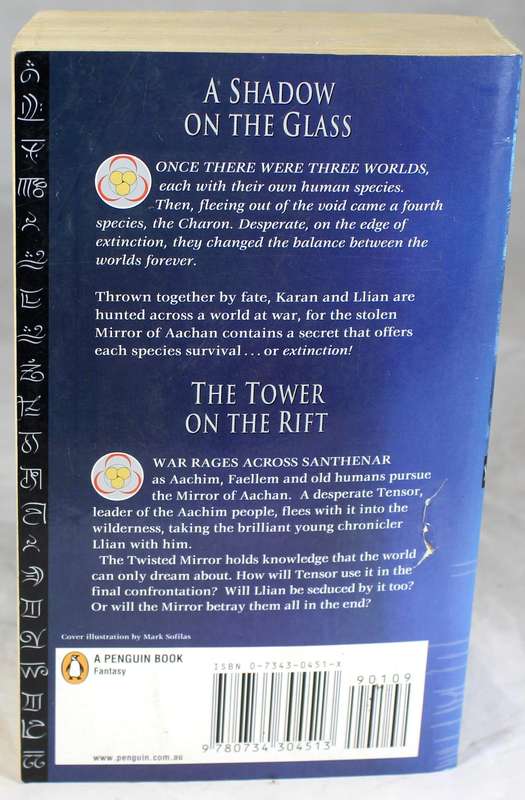 A SHADOW
ON THE GLASS
ONCE THERE WERE THREE WORLDS,
each with their own human species.
Then, fleeing out of the void came a fourth
species, the Charon. Desperate, on the edge of
extinction, they changed the balance between the
worlds forever.
Thrown together by fate, Karan and Llian are
hunted across a world at war, for the stolen
Mirror of Aachan contains a secret that offers
each species survival . . . or extinction!
THE TOWER
ON THE RIFT
WAR RAGES ACROSS SANTHENAR
as Aachim, Faellem and old humans pursue
the Mirror of Aachan. A desperate Tensor,
leader of the Aachim people, flees with it into the
wilderness, taking the brilliant young chronicler
Llian with him.
The Twisted Mirror holds knowledge that the world
can only dream about. How will Tensor use it in the
final confrontation? Will Llian be seduced by it too?
Or will the Mirror betray them all in the end?
Cover illustration by Mark Sofilas
A PENGUIN BOOK
Fantasy
ISBN 0-7343-0451-X
90109
9 780734 304513
www.penguin.com.au